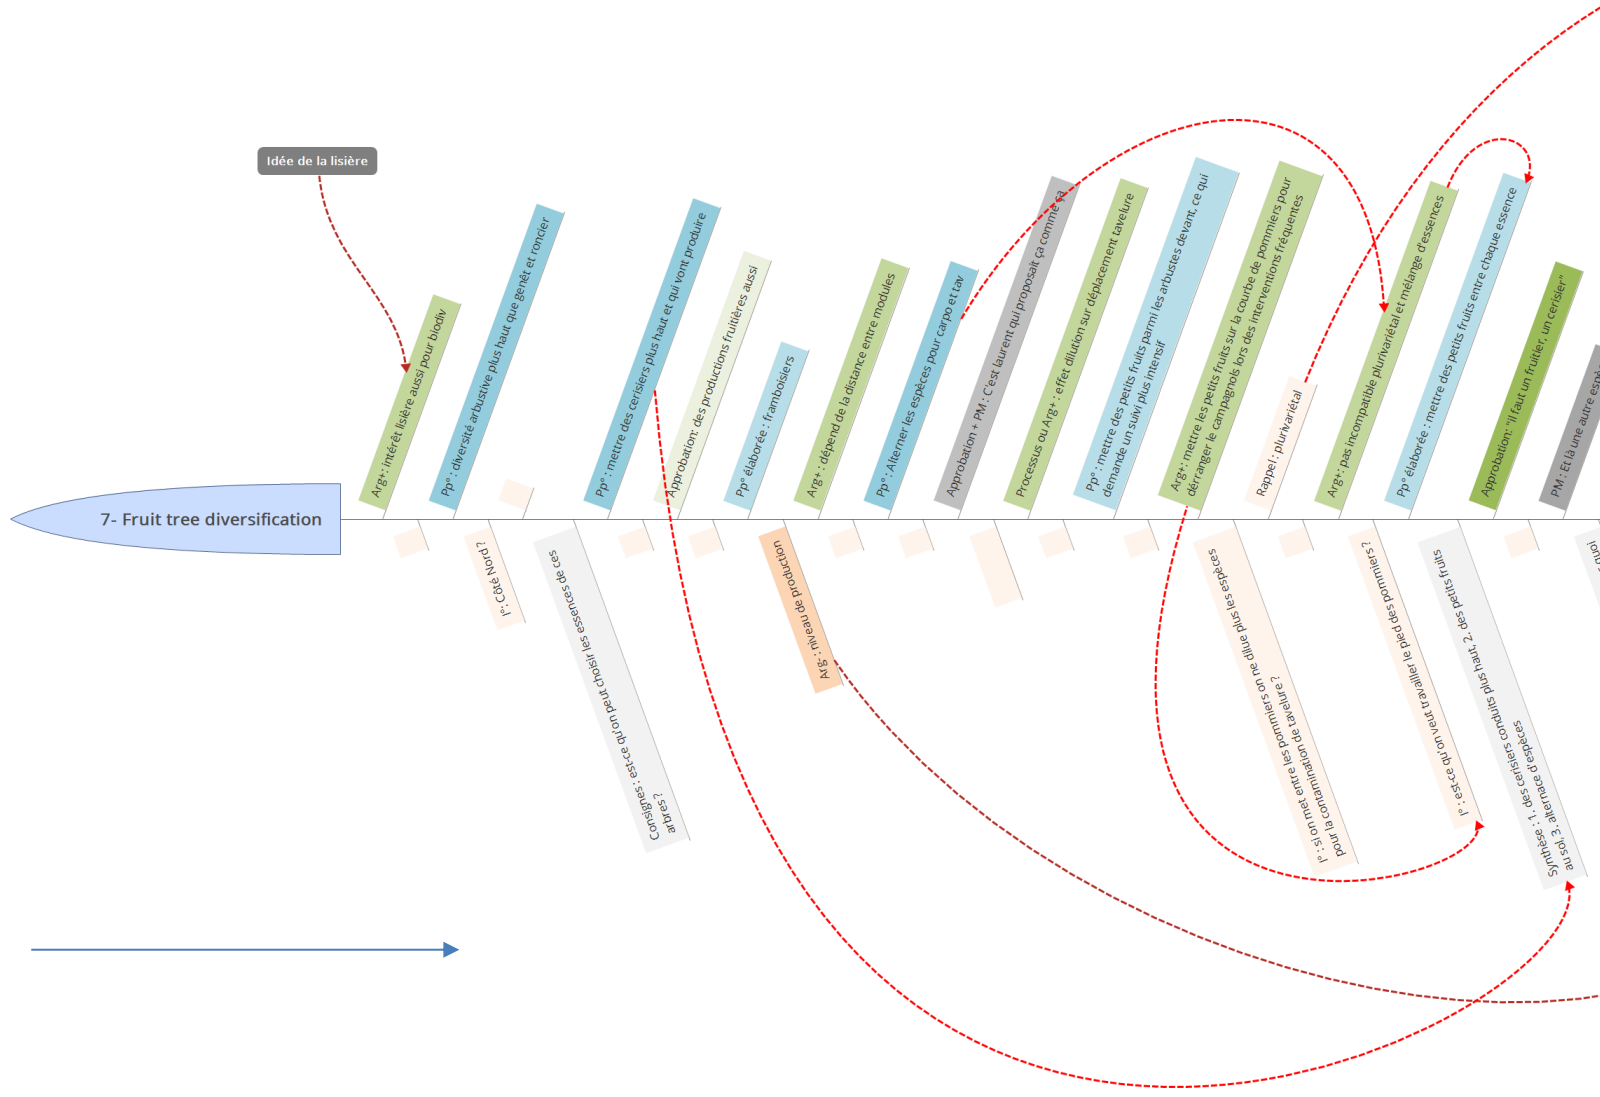 Idée de la lisière
7- Fruit tree diversification
Arg+: intérêt lisière aussi pour biodiv
Pp° : diversité arbustive plus haut que genêt et roncier
Pp° : mettre des cerisiers plus haut et qui vont produire
Approbation: des productions fruitières aussi
Pp° élaborée : framboisiers
Arg+ : dépend de la distance entre modules
Pp° : Alterner les espèces pour carpo et tav
Approbation + PM : C'est laurent qui proposait ça comme ça
Processus ou Arg+ : effet dilution sur déplacement tavelure
Pp° : mettre des petits fruits parmi les arbustes devant, ce qui
demande un suivi plus intensif
Arg+: mettre les petits fruits sur la courbe de pommiers pour
déranger le campagnols lors des interventions fréquentes
Rappel : plurivariétal
Arg+: pas incompatible plurivariétal et mélange d'essences
Pp° élaborée : mettre des petits fruits entre chaque essence
Approbation: "il faut un fruitier, un cerisier"
PM : Et là une autre
I° : Côté Nord ?
Consignes : est-ce qu'on peut choisir les essences de ces
arbres ?
Arg- : niveau de production
I° : si on met entre les pommiers on ne dilue plus les espèces
pour la contamination de tavelure ?
I° : est-ce qu'on veut travailler le pied des pommiers ?
Synthèse : 1. des cerisiers conduits plus haut, 2. des petits fruits
au sol, 3. alternace d'espèces
quoi